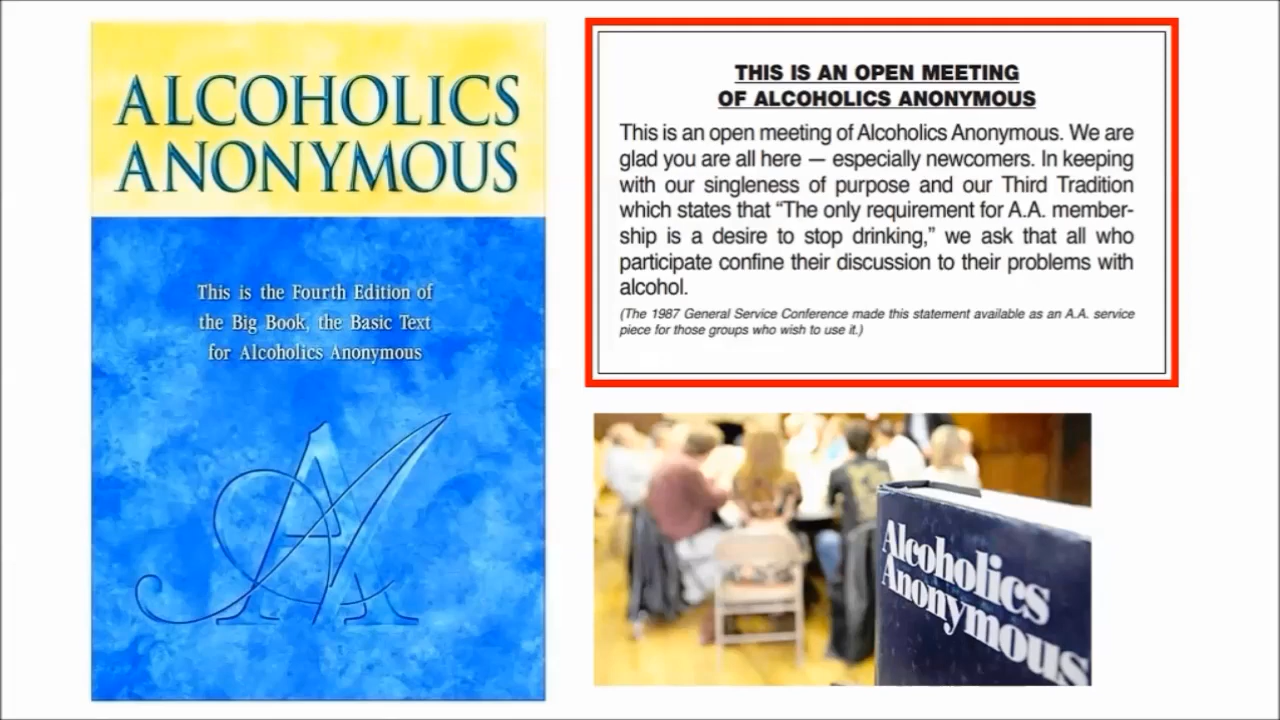 ALCOHOLICS
ANONYMOUS
This is the Fourth Edition of
the Big Book, the Basic Text
for Alcoholics Anonymous
AA
THIS IS AN OPEN MEETING
OF ALCOHOLICS ANONYMOUS
This is an open meeting of Alcoholics Anonymous. We are
glad you are all here — especially newcomers. In keeping
with our singleness of purpose and our Third Tradition
which states that “The only requirement for A.A. member-
ship is a desire to stop drinking,” we ask that all who
participate confine their discussion to their problems with
alcohol.
(The 1987 General Service Conference made this statement available as an A.A. service
piece for those groups who wish to use it.)
Alcoholics
Anonymous